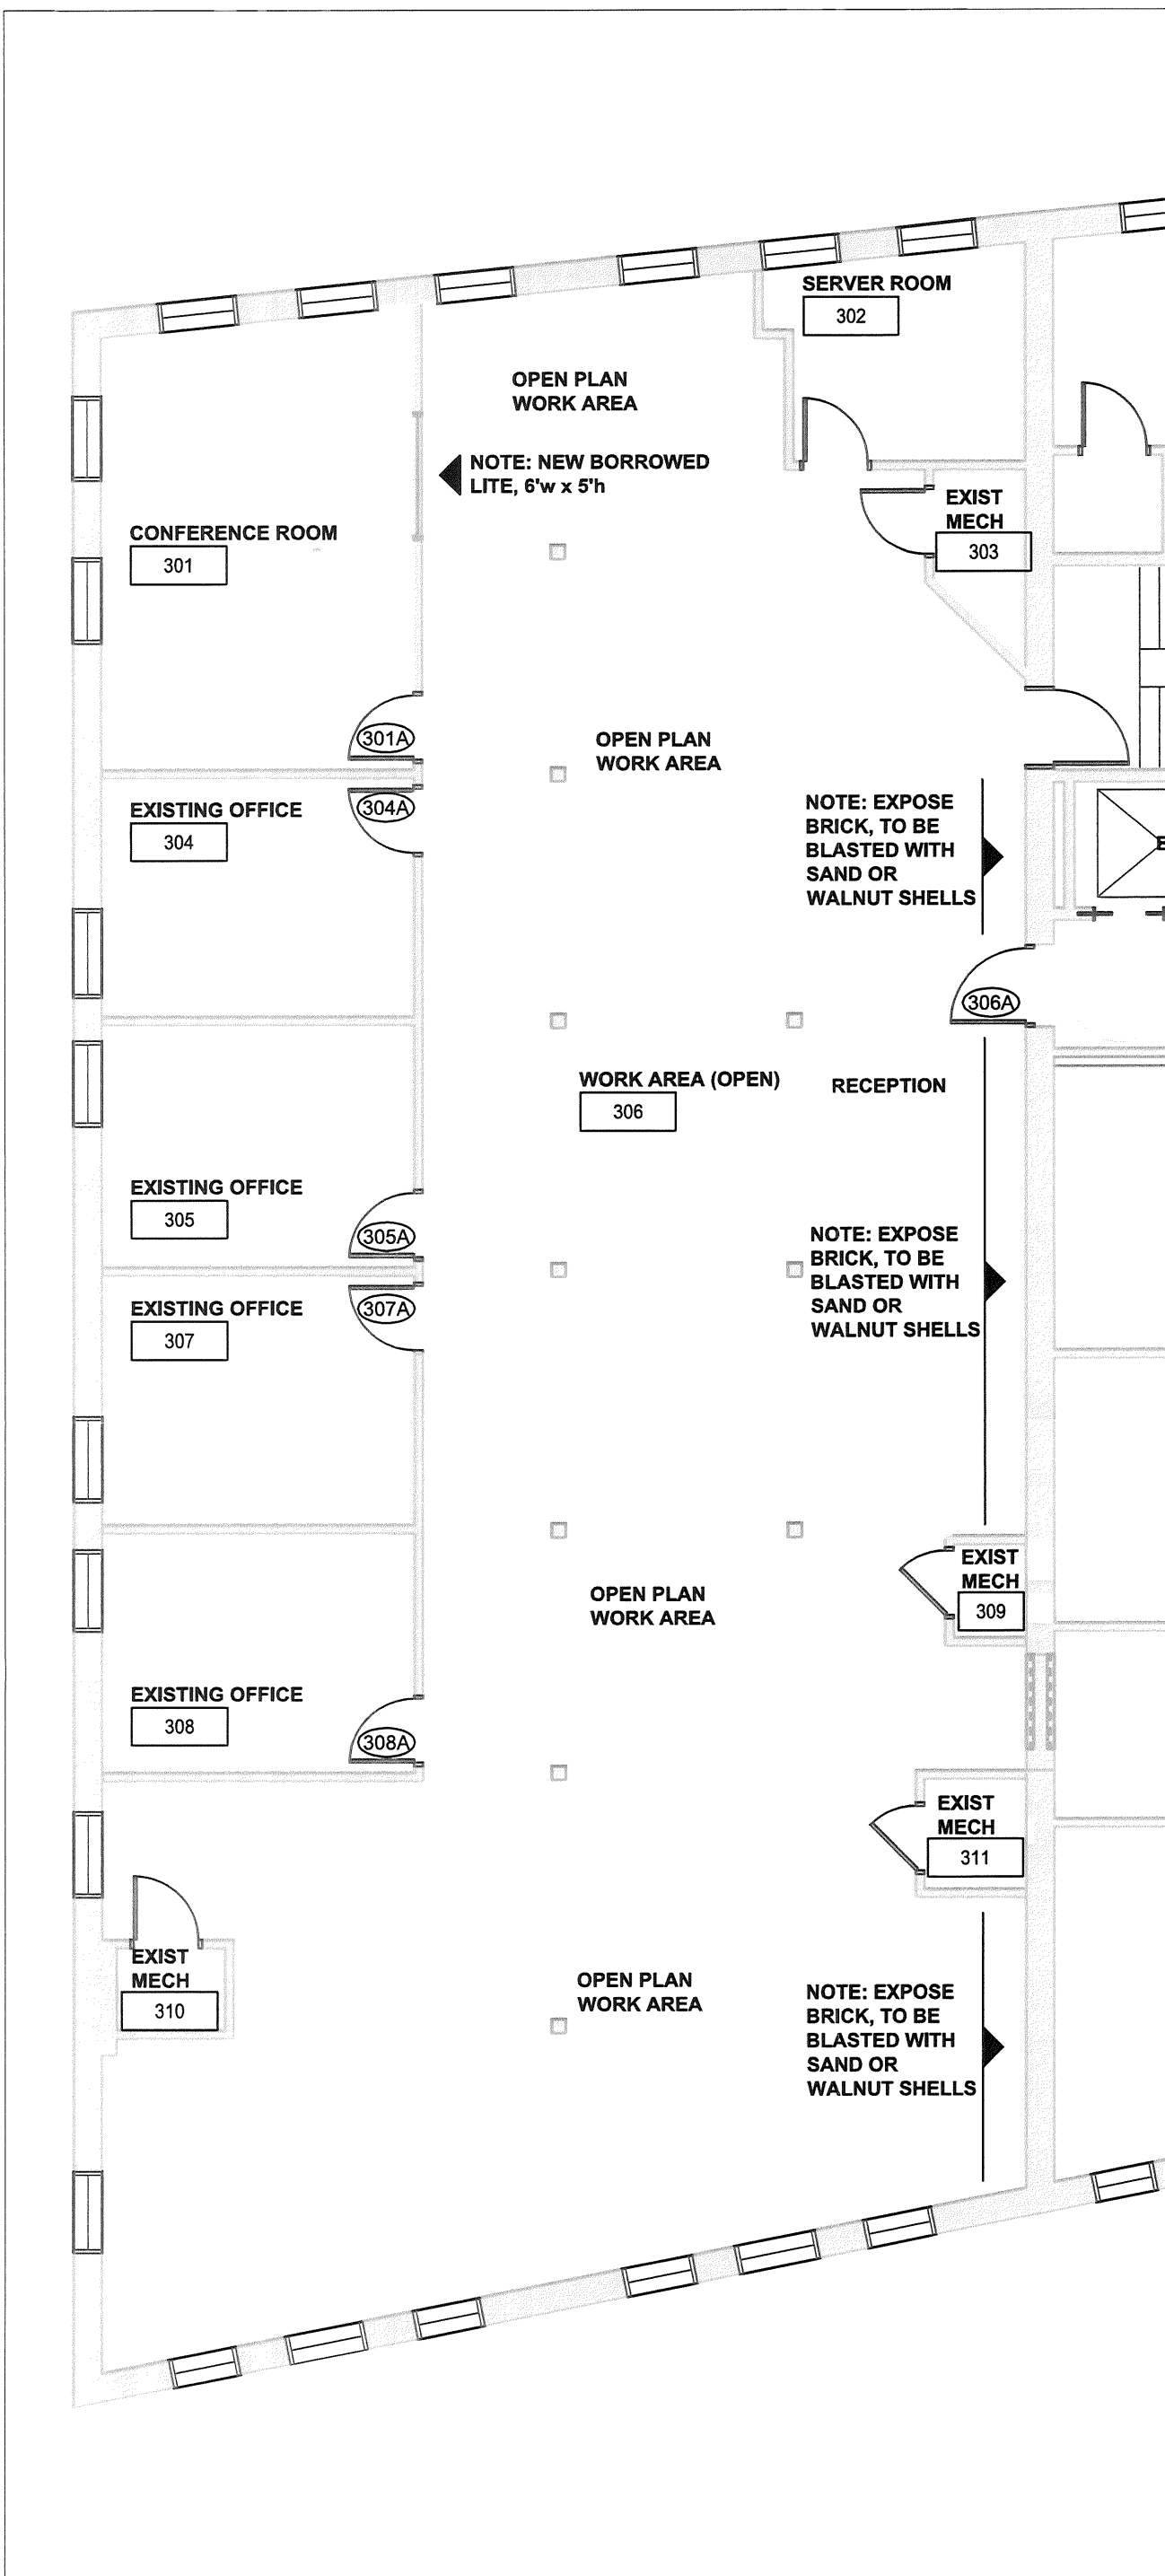 SERVER ROOM
302
OPEN PLAN
WORK AREA
NOTE: NEW BORROWED
LITE, 6'w x 5'h
EXIST
MECH
303
CONFERENCE ROOM
301
301A
OPEN PLAN
WORK AREA
EXISTING OFFICE
304
304A
NOTE: EXPOSE
BRICK, TO BE
BLASTED WITH
SAND OR
WALNUT SHELLS
306A
WORK AREA (OPEN)
306
RECEPTION
EXISTING OFFICE
305
305A
NOTE: EXPOSE
BRICK, TO BE
BLASTED WITH
SAND OR
WALNUT SHELLS
EXISTING OFFICE
307
307A
EXIST
MECH
309
OPEN PLAN
WORK AREA
EXISTING OFFICE
308
308A
EXIST
MECH
311
EXIST
MECH
310
OPEN PLAN
WORK AREA
NOTE: EXPOSE
BRICK, TO BE
BLASTED WITH
SAND OR
WALNUT SHELLS